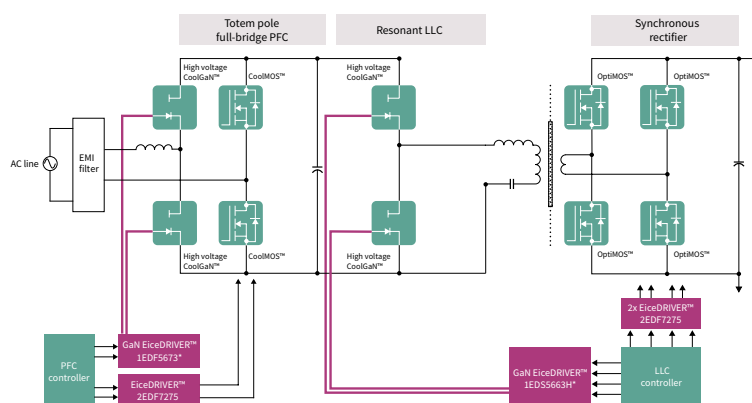 Totem pole
full-bridge PFC
Resonant LLC
Synchronous
rectifier
High voltage
CoolGaN™
CoolMOS™
High voltage
CoolGaN™
OptiMOS™
OptiMOS™
AC line
EMI
filter
High voltage
CoolGaN™
CoolMOS™
High voltage
CoolGaN™
OptiMOS™
OptiMOS™
2x EiceDRIVER™
2EDF7275
PFC
controller
GaN EiceDRIVER™
1EDF5673*
EiceDRIVER™
2EDF7275
GaN EiceDRIVER™
1EDS5663H*
LLC
controller